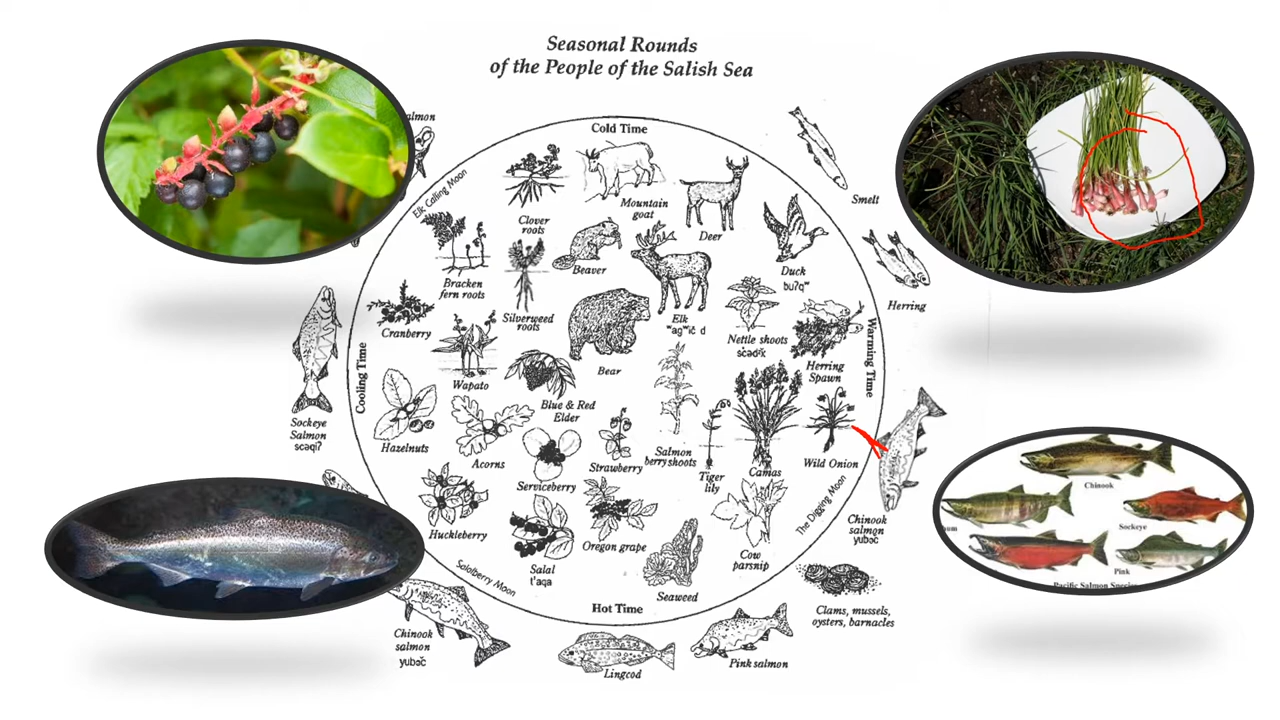 Seasonal Rounds
of the People of the Salish Sea
Cold Time
Smelt
Mountain
goat
Elk Calling Moon
Clover
roots
Deer
Beaver
Duck
buʔqʷ
Bracken
fern roots
Herring
Silverweed
roots
Elk
Cranberry
Nettle shoots
Warming Time
Herring
Spawn
Bear
Cooling Time
Wapato
Blue & Red
Elder
Sockeye
Salmon
Hazelnuts
Acorns
Strawberry
Salmon
berry shoots
Tiger
lily
Camas
Wild Onion
Serviceberry
The Digging Moon
Chinook
salmon
yubəč
Huckleberry
Oregon grape
Cow
parsnip
Salal
t'aqa
Seaweed
Salalberry Moon
Hot Time
Clams, mussels,
oysters, barnacles
Chinook
salmon
yubəč
Lingcod
Pink salmon
Chinook
Sockeye
Pink
Pacific Salmon Species